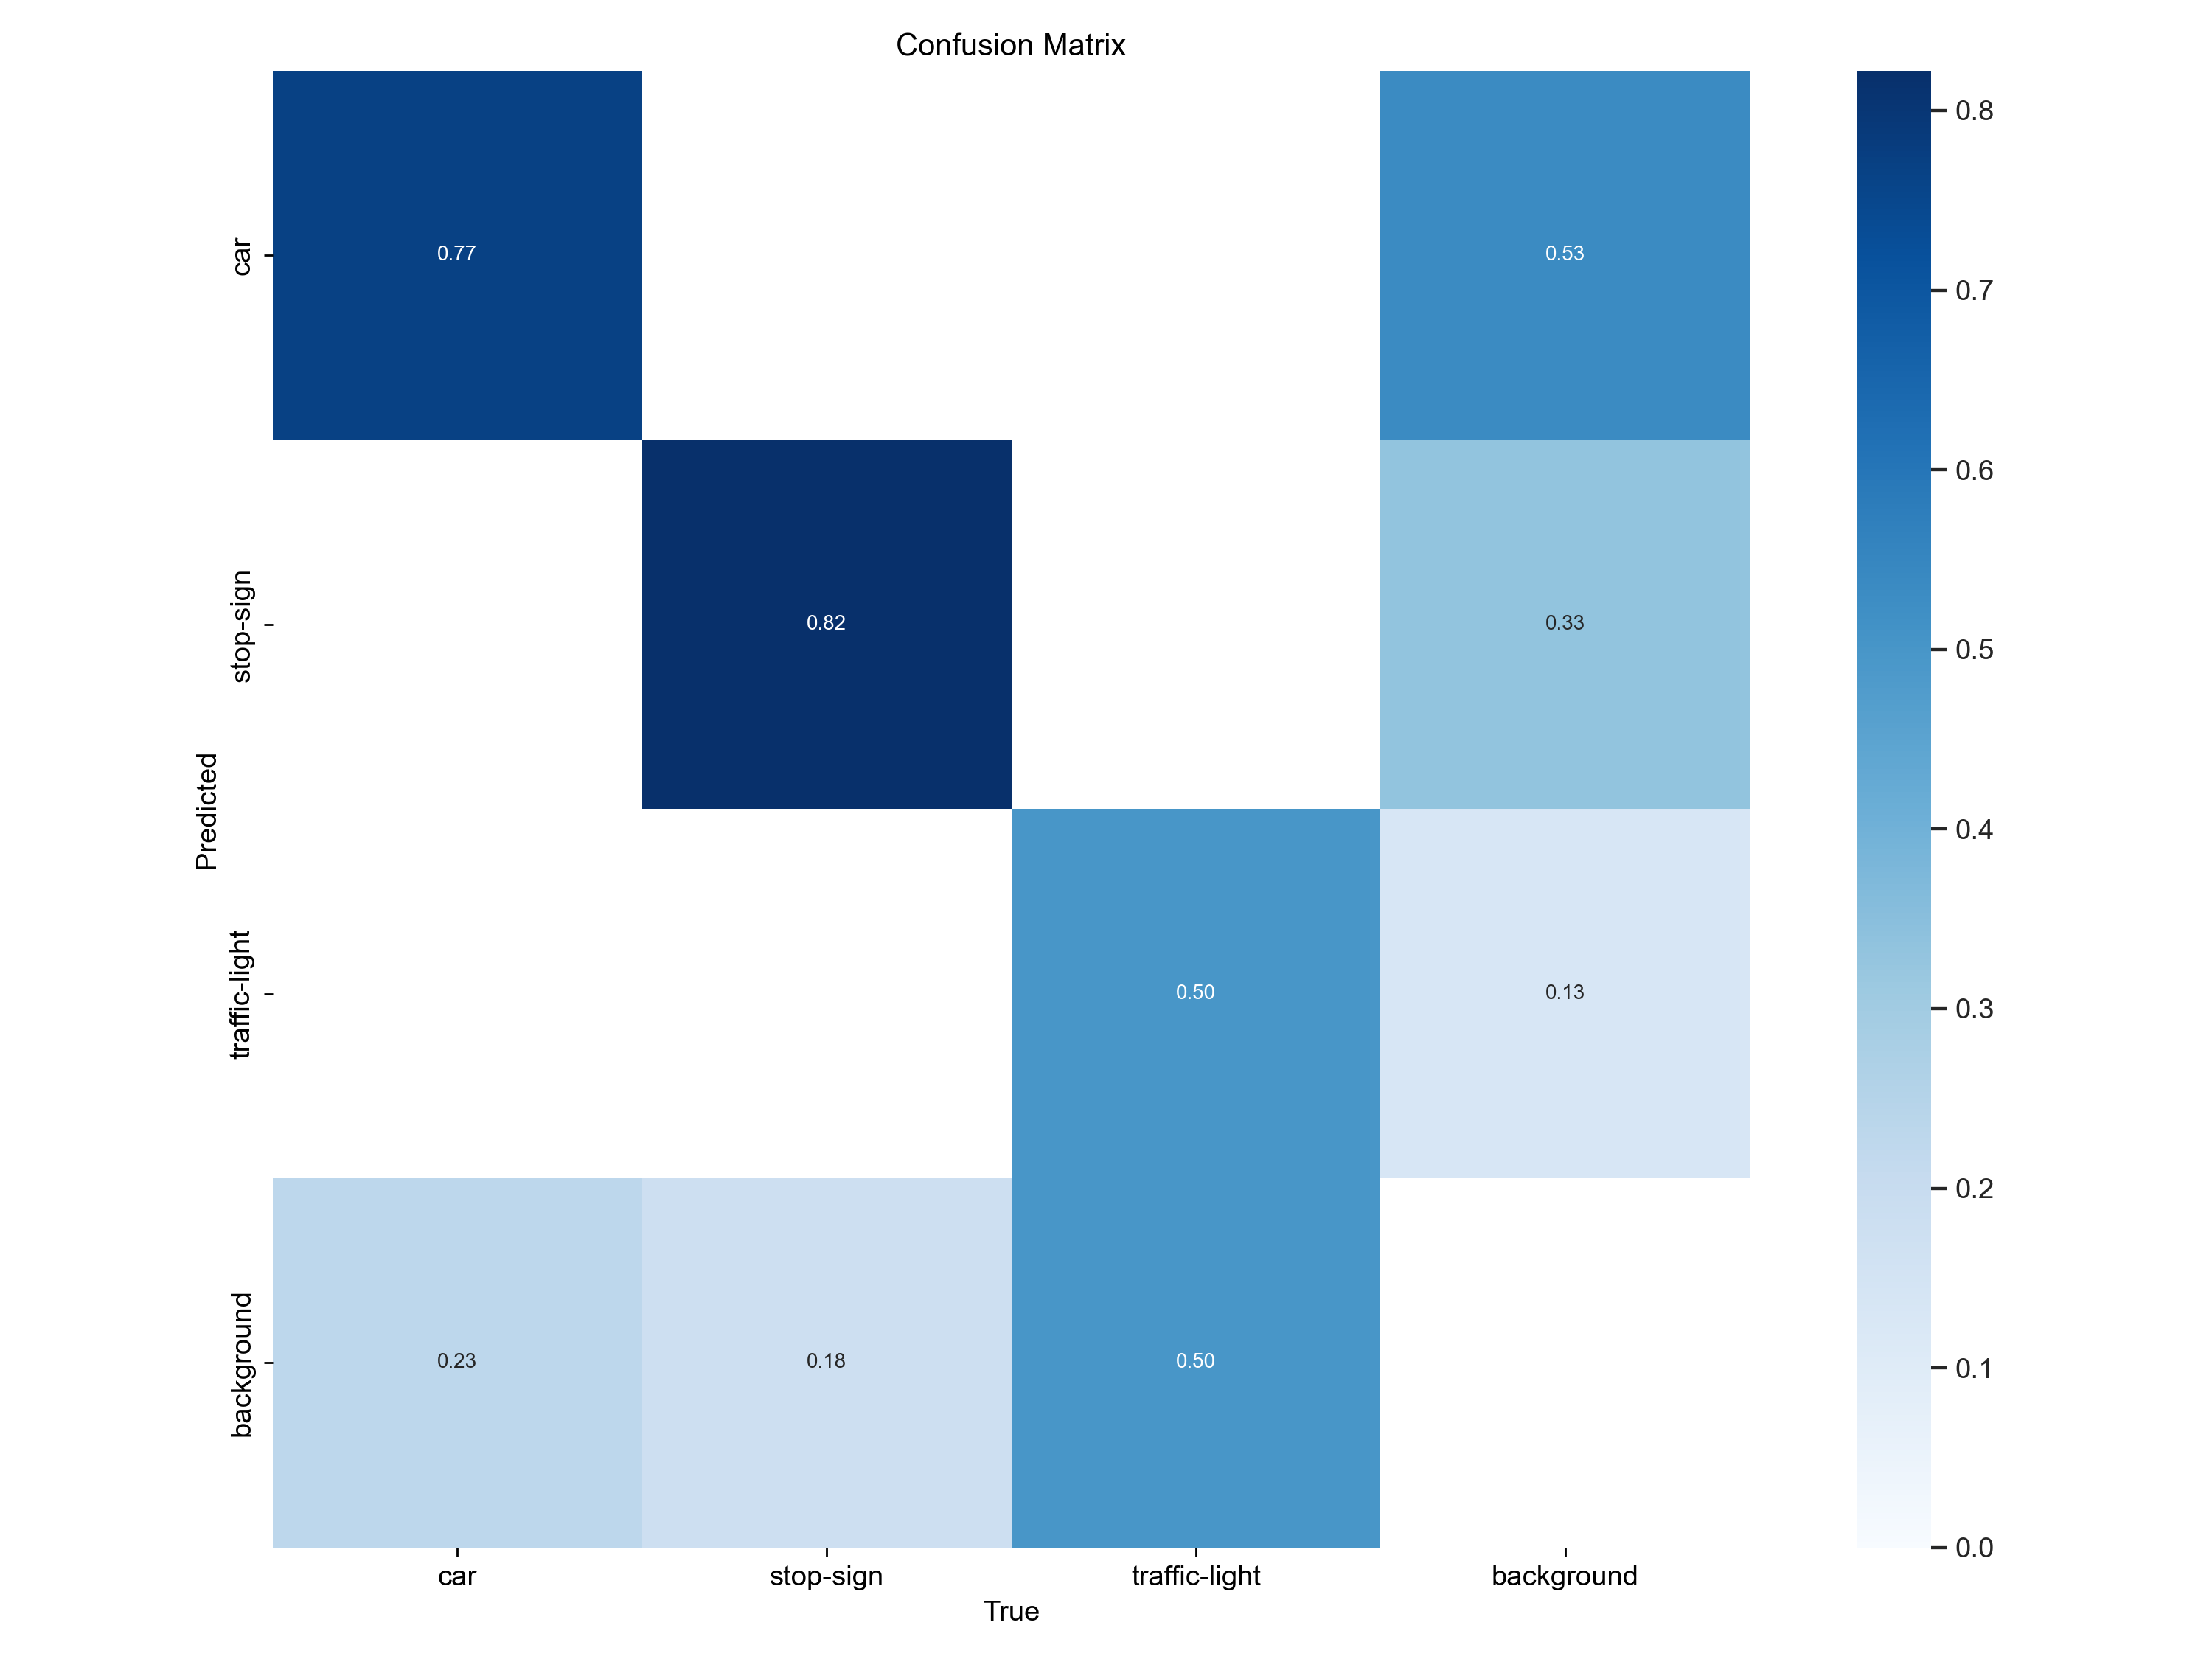 Confusion Matrix
car
0.77
0.53
stop-sign
0.82
0.33
Predicted
traffic-light
0.50
0.13
background
0.23
0.18
0.50
car
stop-sign
traffic-light
background
True
0.8
0.7
0.6
0.5
0.4
0.3
0.2
0.1
0.0